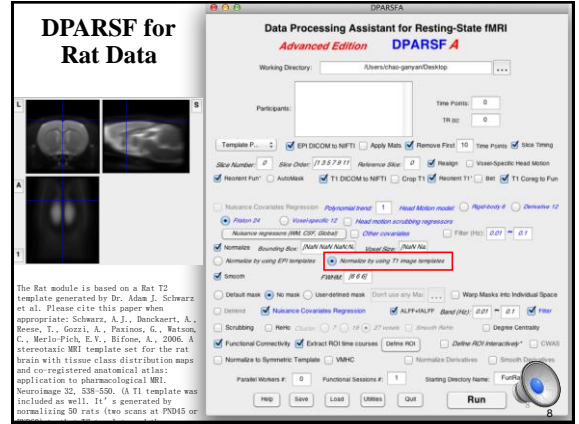 DPARSF for
Rat Data
L
S
A
1
The Rat module is based on a Rat T2
template generated by Dr. Adam J. Schwarz
et al. Please cite this paper when
appropriate: Schwarz, A.J., Danckaert, A.,
Reese, T., Gozzi, A., Paxinos, G., Watson,
C., Merlo-Pich, E.V., Bifone, A., 2006. A
stereotaxic MRI template set for the rat
brain with tissue class distribution maps
and co-registered anatomical atlas:
application to pharmacological MRI.
Neuroimage 32, 538-550. (A T1 template was
included as well. It's generated by
normalizing 50 rats (two scans at PND45 or
DPARSFA
Data Processing Assistant for Resting-State fMRI
Advanced Edition DPARSF A
Working Directory: /Users/chao-ganyan/Desktop ...
Participants:
Time Points: 0
TR (s): 0
Template P... EPI DICOM to NIFTI Apply Mats Remove First 10 Time Points Slice Timing
Slice Number: 0 Slice Order: [1 3 5 7 9 11 Reference Slice: 0 Realign Voxel-Specific Head Motion
Reorient Fun* AutoMask T1 DICOM to NIFTI Crop T1 Reorient T1* Bet T1 Coreg to Fun
Nuisance Covariates Regression Polynomial trend: 1 Head Motion model: Rigid-body 6 Derivative 12
Friston 24 Voxel-specific 12 Head motion scrubbing regressors
Nuisance regressors (WM, CSF, Global) Other covariates Filter (Hz): 0.01 ~ 0.1
Normalize Bounding Box: [NaN NaN NaN;N Voxel Size: [NaN Na
Normalize by using EPI templates Normalize by using T1 image templates
Smooth FWHM: [6 6 6]
Default mask No mask User-defined mask Don't use any Mas ... Warp Masks into Individual Space
Detrend Nuisance Covariates Regression ALFF+fALFF Band (Hz): 0.01 ~ 0.1 Filter
Scrubbing ReHo Cluster 7 19 27 voxels Smooth ReHo Degree Centrality
Functional Connectivity Extract ROI time courses Define ROI Define ROI Interactively* CWAS
Normalize to Symmetric Template VMHC Normalize Derivatives Smooth Derivatives
Parallel Workers #: 0 Functional Sessions #: 1 Starting Directory Name: FunRa
Help Save Load Utilities Quit Run
8